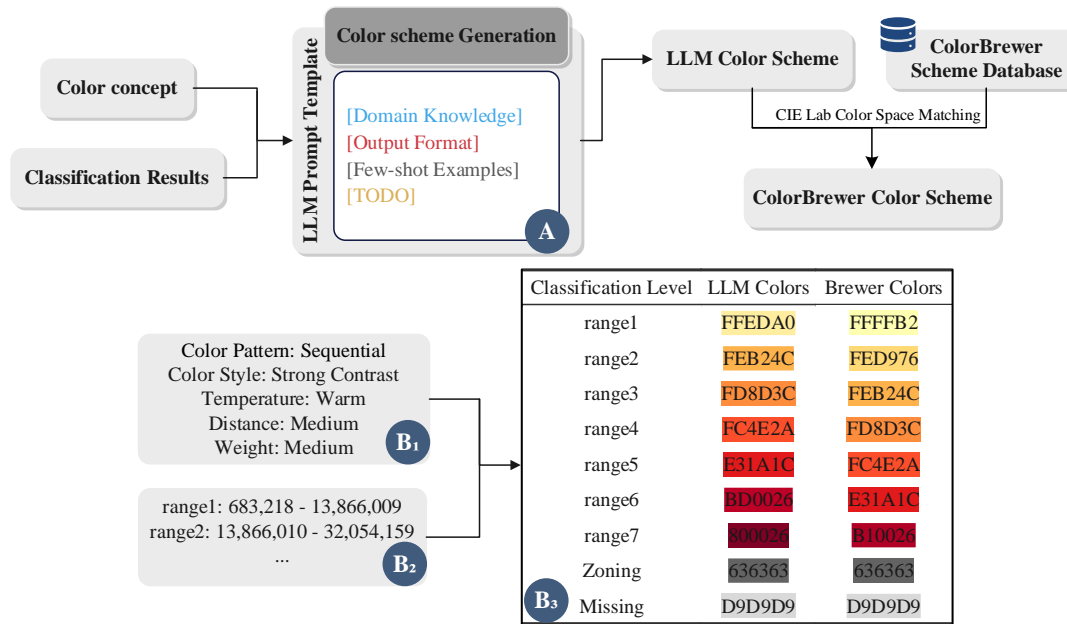 Color concept
Classification Results
LLM Prompt Template
Color scheme Generation
[Domain Knowledge]
[Output Format]
[Few-shot Examples]
[TODO]
A
LLM Color Scheme
ColorBrewer
Scheme Database
CIE Lab Color Space Matching
ColorBrewer Color Scheme
Color Pattern: Sequential
Color Style: Strong Contrast
Temperature: Warm
Distance: Medium
Weight: Medium
B₁
range1: 683,218 - 13,866,009
range2: 13,866,010 - 32,054,159
...
B₂
Classification Level LLM Colors Brewer Colors
range1 FFEDA0 FFFFB2
range2 FEB24C FED976
range3 FD8D3C FEB24C
range4 FC4E2A FD8D3C
range5 E31A1C FC4E2A
range6 BD0026 E31A1C
range7 800026 B10026
Zoning 636363 636363
Missing D9D9D9 D9D9D9
B₃